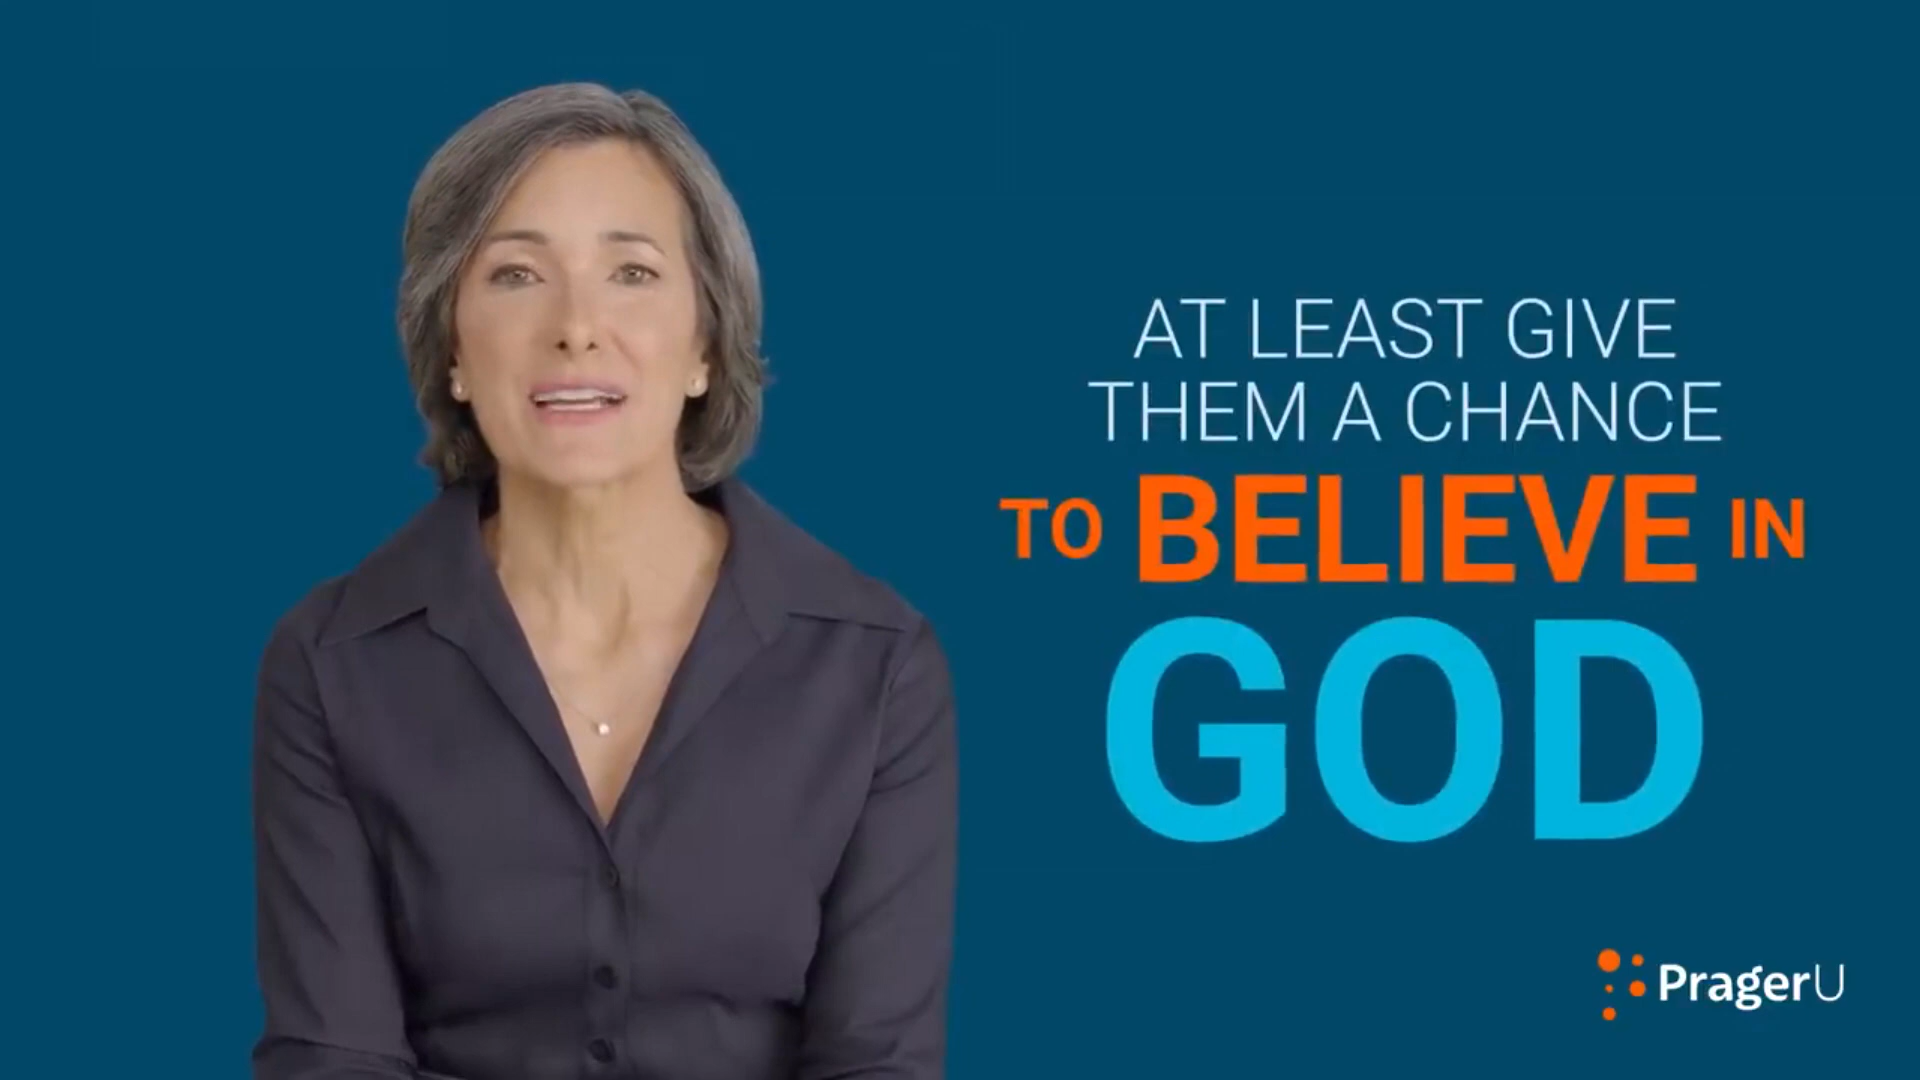 AT LEAST GIVE
THEM A CHANCE
TO BELIEVE IN
GOD
PragerU